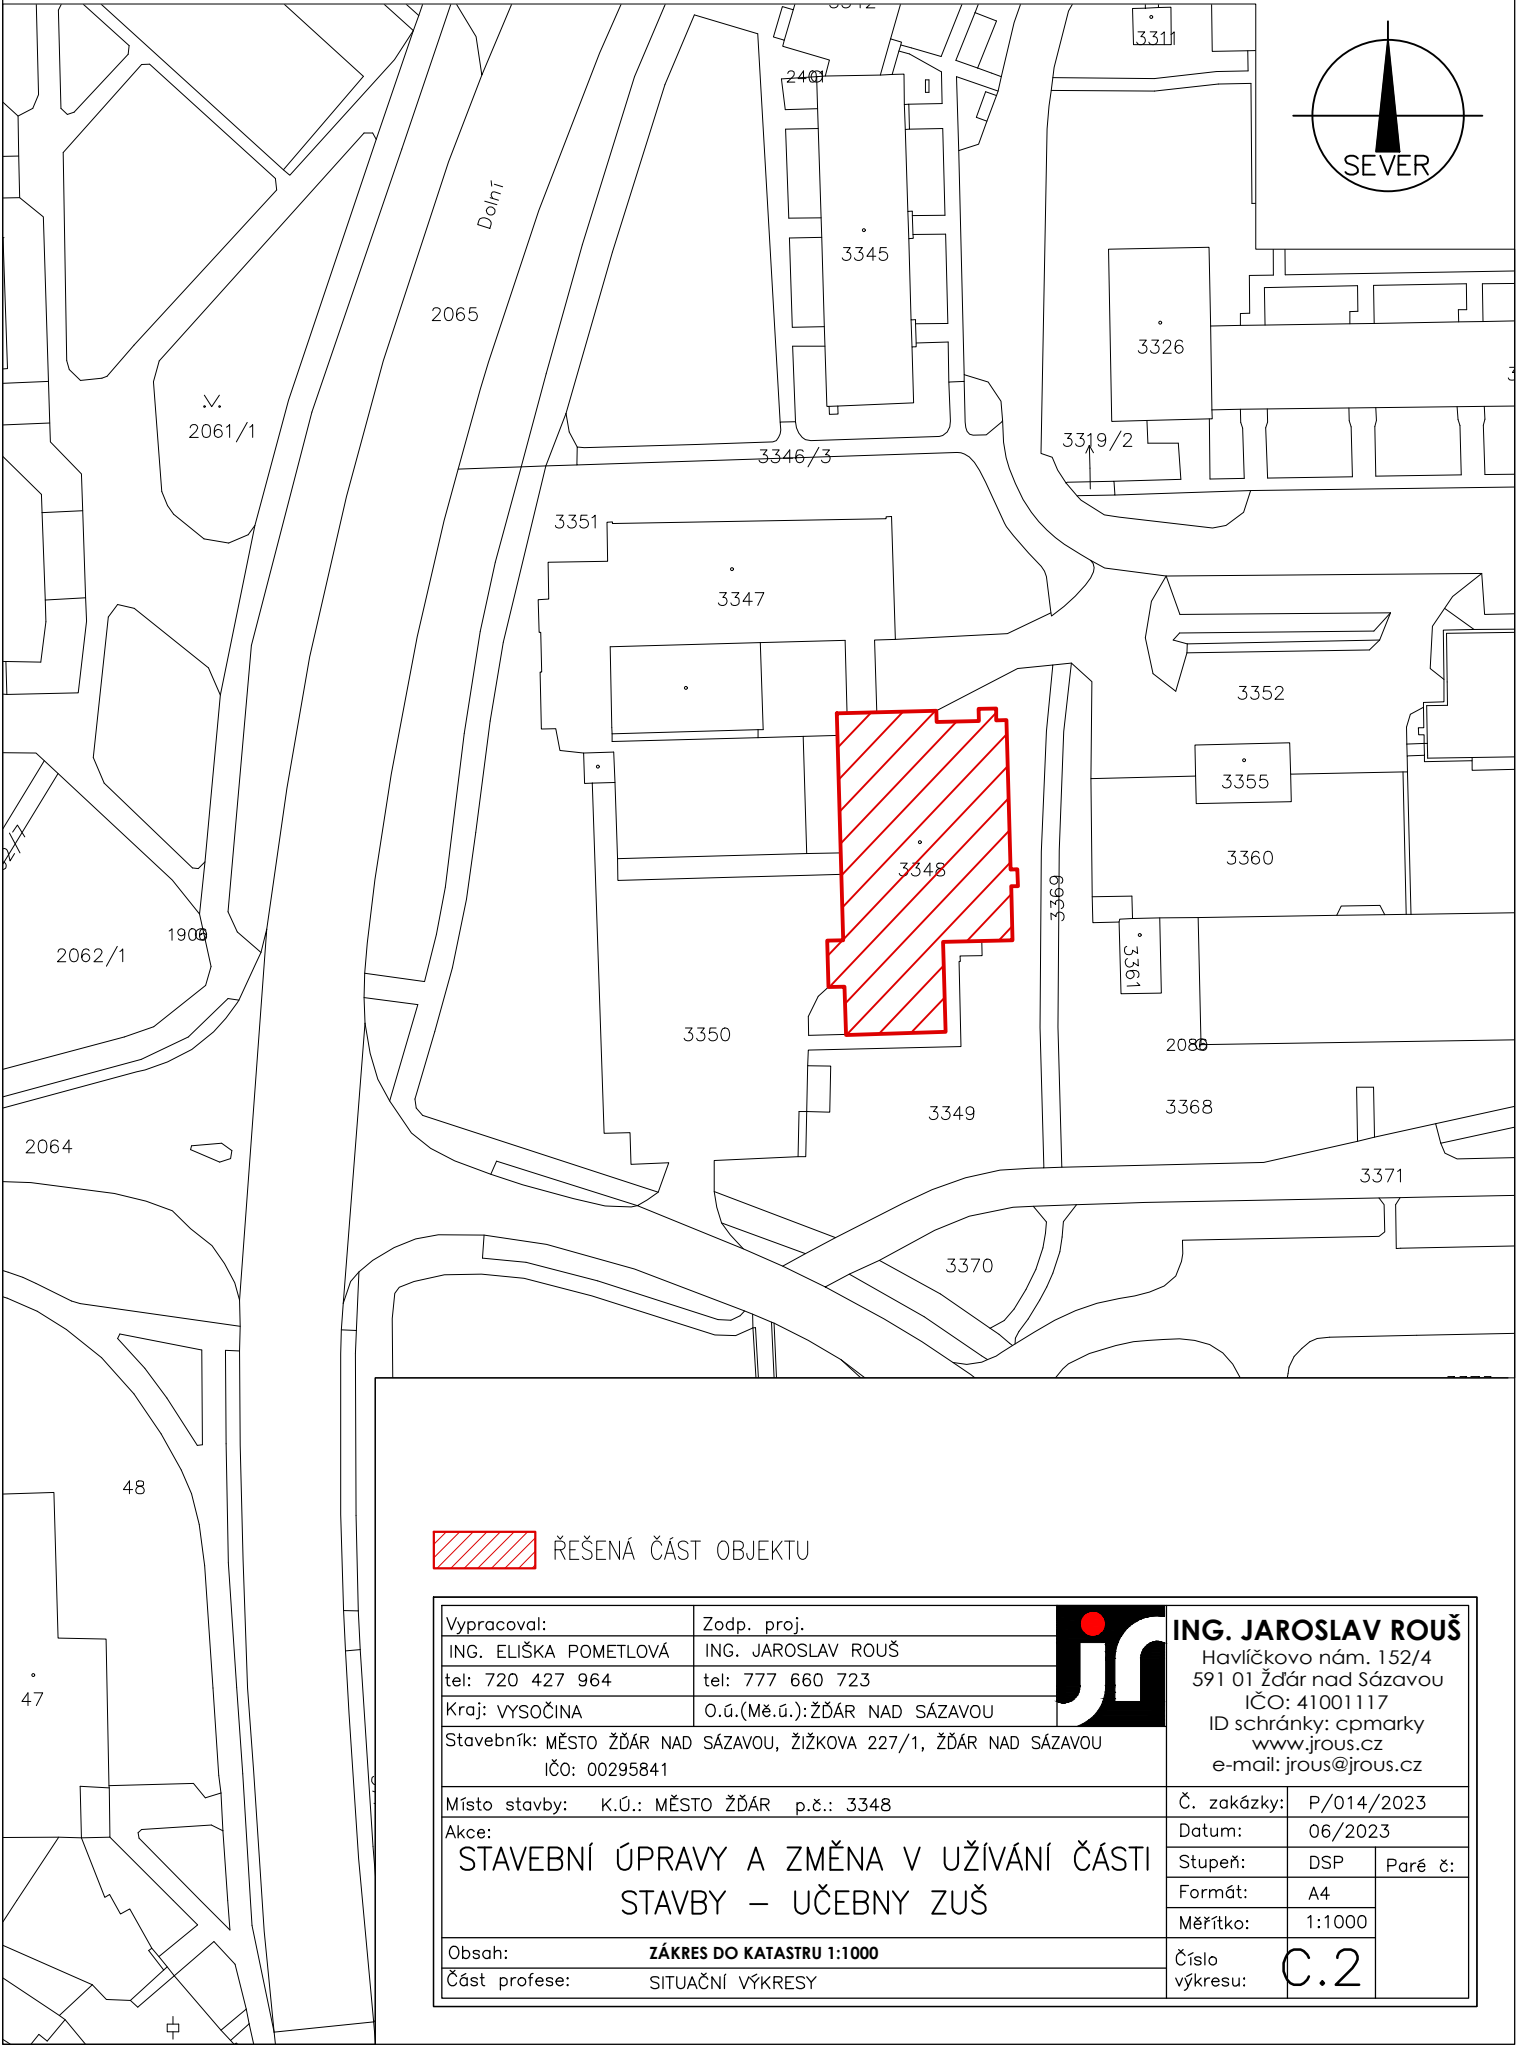 3311
2401
SEVER
Dolní
3345
2065
3326
2061/1
3319/2
3346/3
3351
3347
3352
3355
3348
3360
3369
1906
2062/1
3361
3350
2086
3349
3368
2064
3371
3370
48
47
ŘEŠENÁ ČÁST OBJEKTU
Vypracoval:
Zodp. proj.
ING. ELIŠKA POMETLOVÁ
ING. JAROSLAV ROUŠ
tel: 720 427 964
tel: 777 660 723
Kraj: VYSOČINA
O.ú.(Mě.ú.): ŽĎÁR NAD SÁZAVOU
Stavebník: MĚSTO ŽĎÁR NAD SÁZAVOU, ŽIŽKOVA 227/1, ŽĎÁR NAD SÁZAVOU
IČO: 00295841
Místo stavby: K.Ú.: MĚSTO ŽĎÁR p.č.: 3348
Akce:
STAVEBNÍ ÚPRAVY A ZMĚNA V UŽÍVÁNÍ ČÁSTI
STAVBY – UČEBNY ZUŠ
Obsah: ZÁKRES DO KATASTRU 1:1000
Část profese: SITUAČNÍ VÝKRESY
jr
ING. JAROSLAV ROUŠ
Havlíčkovo nám. 152/4
591 01 Žďár nad Sázavou
IČO: 41001117
ID schránky: cpmarky
www.jrous.cz
e-mail: jrous@jrous.cz
Č. zakázky: P/014/2023
Datum: 06/2023
Stupeň: DSP
Paré č:
Formát: A4
Měřítko: 1:1000
Číslo
výkresu: C.2